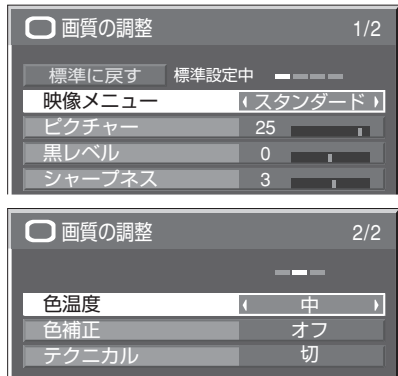 画質の調整 1/2
標準に戻す 標準設定中
映像メニュー スタンダード
ピクチャー 25
黒レベル 0
シャープネス 3
画質の調整 2/2
色温度 中
色補正 オフ
テクニカル 切